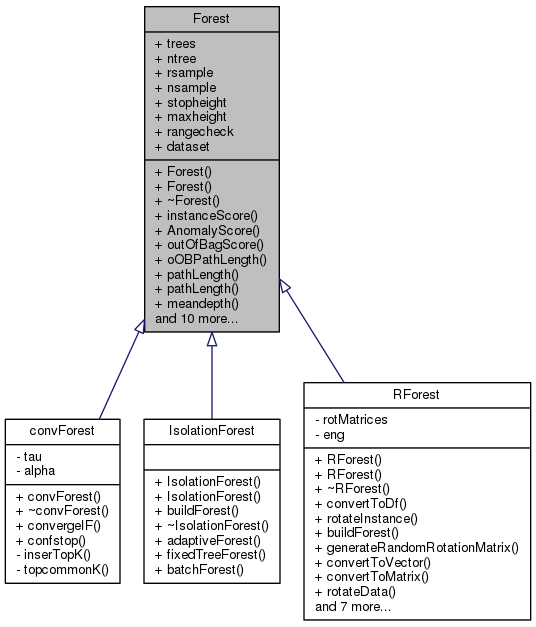 Forest
+ trees
+ ntree
+ rsample
+ nsample
+ stopheight
+ maxheight
+ rangecheck
+ dataset
+ Forest()
+ Forest()
+ ~Forest()
+ instanceScore()
+ AnomalyScore()
+ outOfBagScore()
+ oOBPathLength()
+ pathLength()
+ pathLength()
+ meandepth()
and 10 more...
convForest
- tau
- alpha
+ convForest()
+ ~convForest()
+ convergeIF()
+ confstop()
- inserTopK()
- topcommonK()
IsolationForest
+ IsolationForest()
+ IsolationForest()
+ buildForest()
+ ~IsolationForest()
+ adaptiveForest()
+ fixedTreeForest()
+ batchForest()
RForest
- rotMatrices
- eng
+ RForest()
+ RForest()
+ ~RForest()
+ convertToDf()
+ rotateInstance()
+ buildForest()
+ generateRandomRotationMatrix()
+ convertToVector()
+ convertToMatrix()
+ rotateData()
and 7 more...